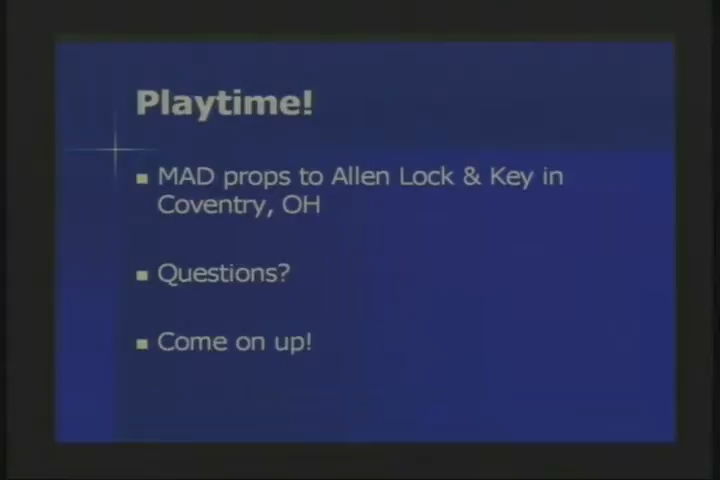 Playtime!
MAD props to Allen Lock & Key in
Coventry, OH
Questions?
Come on up!